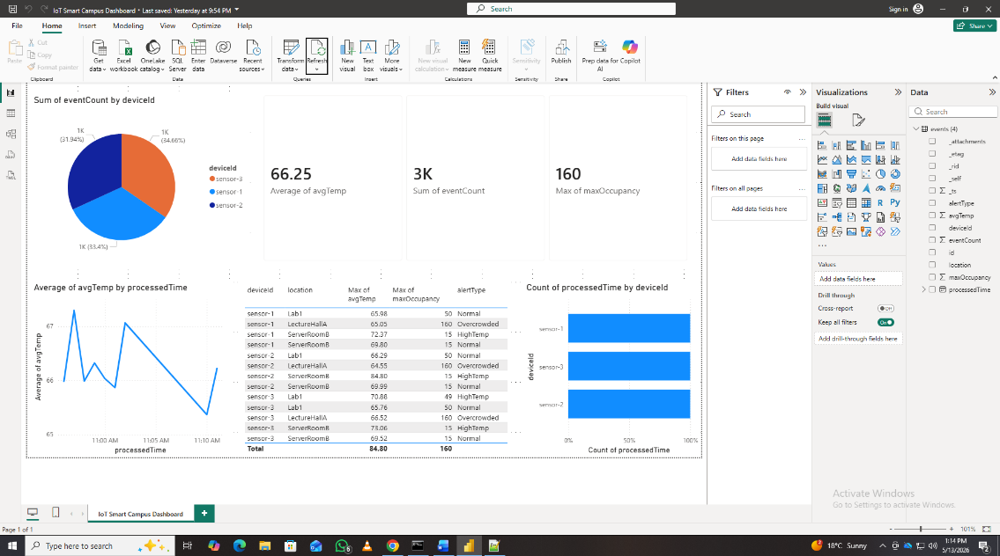 IoT Smart Campus Dashboard • Last saved: Yesterday at 9:54 PM
Search
Sign in
File Home Insert Modeling View Optimize Help
Share
Paste
Cut
Copy
Format painter
Clipboard
Get data
Excel workbook
OneLake catalog
SQL Server
Enter data
Dataverse
Recent sources
Data
Transform data
Refresh
Queries
New visual
Text box
More visuals
Insert
New visual calculation
New measure
Quick measure
Calculations
Sensitivity
Sensitivity
Publish
Share
Prep data for AI
Copilot
Copilot
Sum of eventCount by deviceId
1K (31.94%)
1K (34.66%)
1K (33.4%)
deviceId
sensor-3
sensor-1
sensor-2
66.25
Average of avgTemp
3K
Sum of eventCount
160
Max of maxOccupancy
Average of avgTemp by processedTime
Average of avgTemp
67
66
65
11:00 AM 11:05 AM 11:10 AM
processedTime
deviceId location Max of avgTemp Max of maxOccupancy alertType
sensor-1 Lab1 65.98 50 Normal
sensor-1 LectureHallA 65.05 160 Overcrowded
sensor-1 ServerRoomB 72.37 15 HighTemp
sensor-1 ServerRoomB 69.80 15 Normal
sensor-2 Lab1 66.29 50 Normal
sensor-2 LectureHallA 64.55 160 Overcrowded
sensor-2 ServerRoomB 84.80 15 HighTemp
sensor-2 ServerRoomB 69.99 15 Normal
sensor-3 Lab1 70.88 49 HighTemp
sensor-3 Lab1 65.76 50 Normal
sensor-3 LectureHallA 66.52 160 Overcrowded
sensor-3 ServerRoomB 73.06 15 HighTemp
sensor-3 ServerRoomB 69.52 15 Normal
Total 84.80 160
Count of processedTime by deviceId
deviceId
sensor-1
sensor-3
sensor-2
0% 50% 100%
Count of processedTime
Filters
Search
Filters on this page
Add data fields here
Filters on all pages
Add data fields here
Visualizations
Build visual
R Py
Values
Add data fields here
Drill through
Cross-report Off
Keep all filters On
Add drill-through fields here
Data
Search
events (4)
_attachments
_etag
_rid
_self
_ts
alertType
avgTemp
deviceId
eventCount
id
location
maxOccupancy
processedTime
Activate Windows
Go to Settings to activate Windows.
IoT Smart Campus Dashboard
Page 1 of 1
101%
Type here to search
18°C Sunny
1:14 PM
5/13/2026